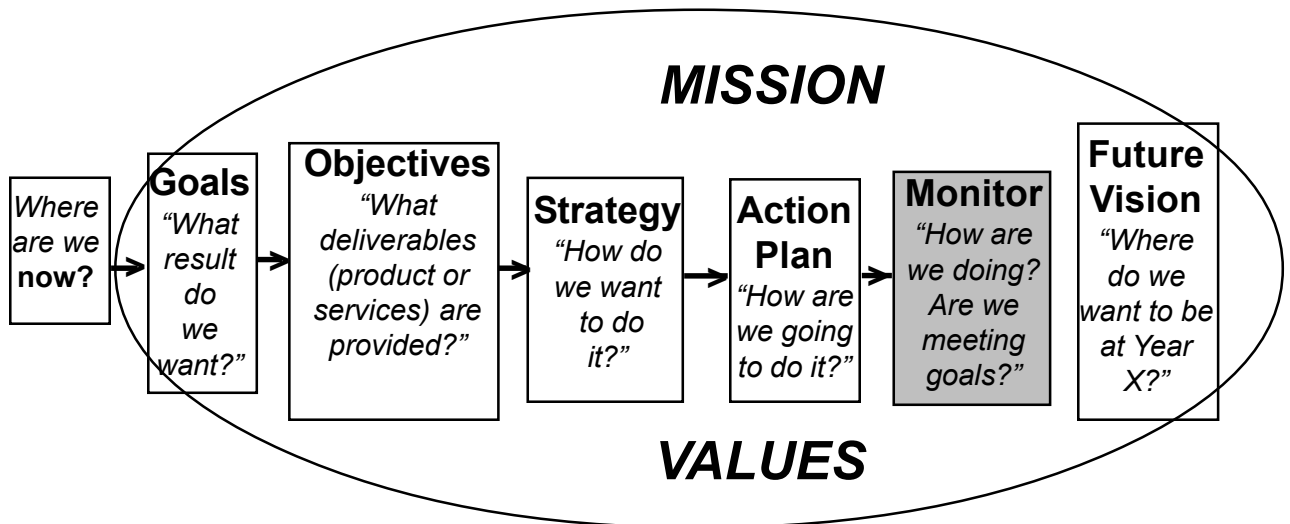 MISSION
Where
are we
now?
Goals
“What
result
do
we
want?”
Objectives
“What
deliverables
(product or
services) are
provided?”
Strategy
“How do
we want
to do
it?”
Action
Plan
“How are
we going
to do it?”
Monitor
“How are
we doing?
Are we
meeting
goals?”
Future
Vision
“Where
do we
want to be
at Year
X?”
VALUES